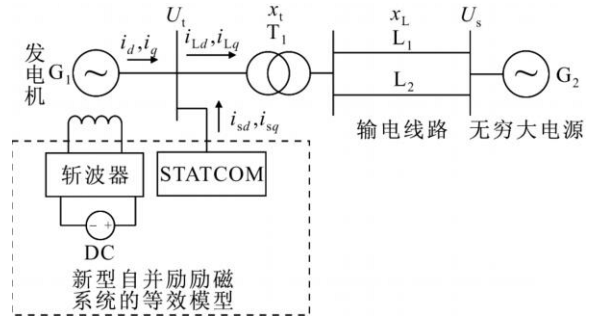 U_t
x_t
x_L
U_s
i_d,i_q
i_Ld,i_Lq
T_1
L_1
发电机
G_1
~
L_2
~
G_2
i_sd,i_sq
输电线路
无穷大电源
斩波器
STATCOM
- +
DC
新型自并励励磁
系统的等效模型